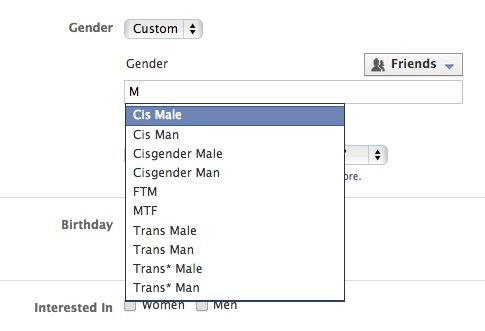 Gender Custom
Gender Friends
M
Cis Male
Cis Man
Cisgender Male
Cisgender Man
ore.
FTM
MTF
Trans Male
Birthday
Trans Man
Trans* Male
Trans* Man
Interested In Women Men